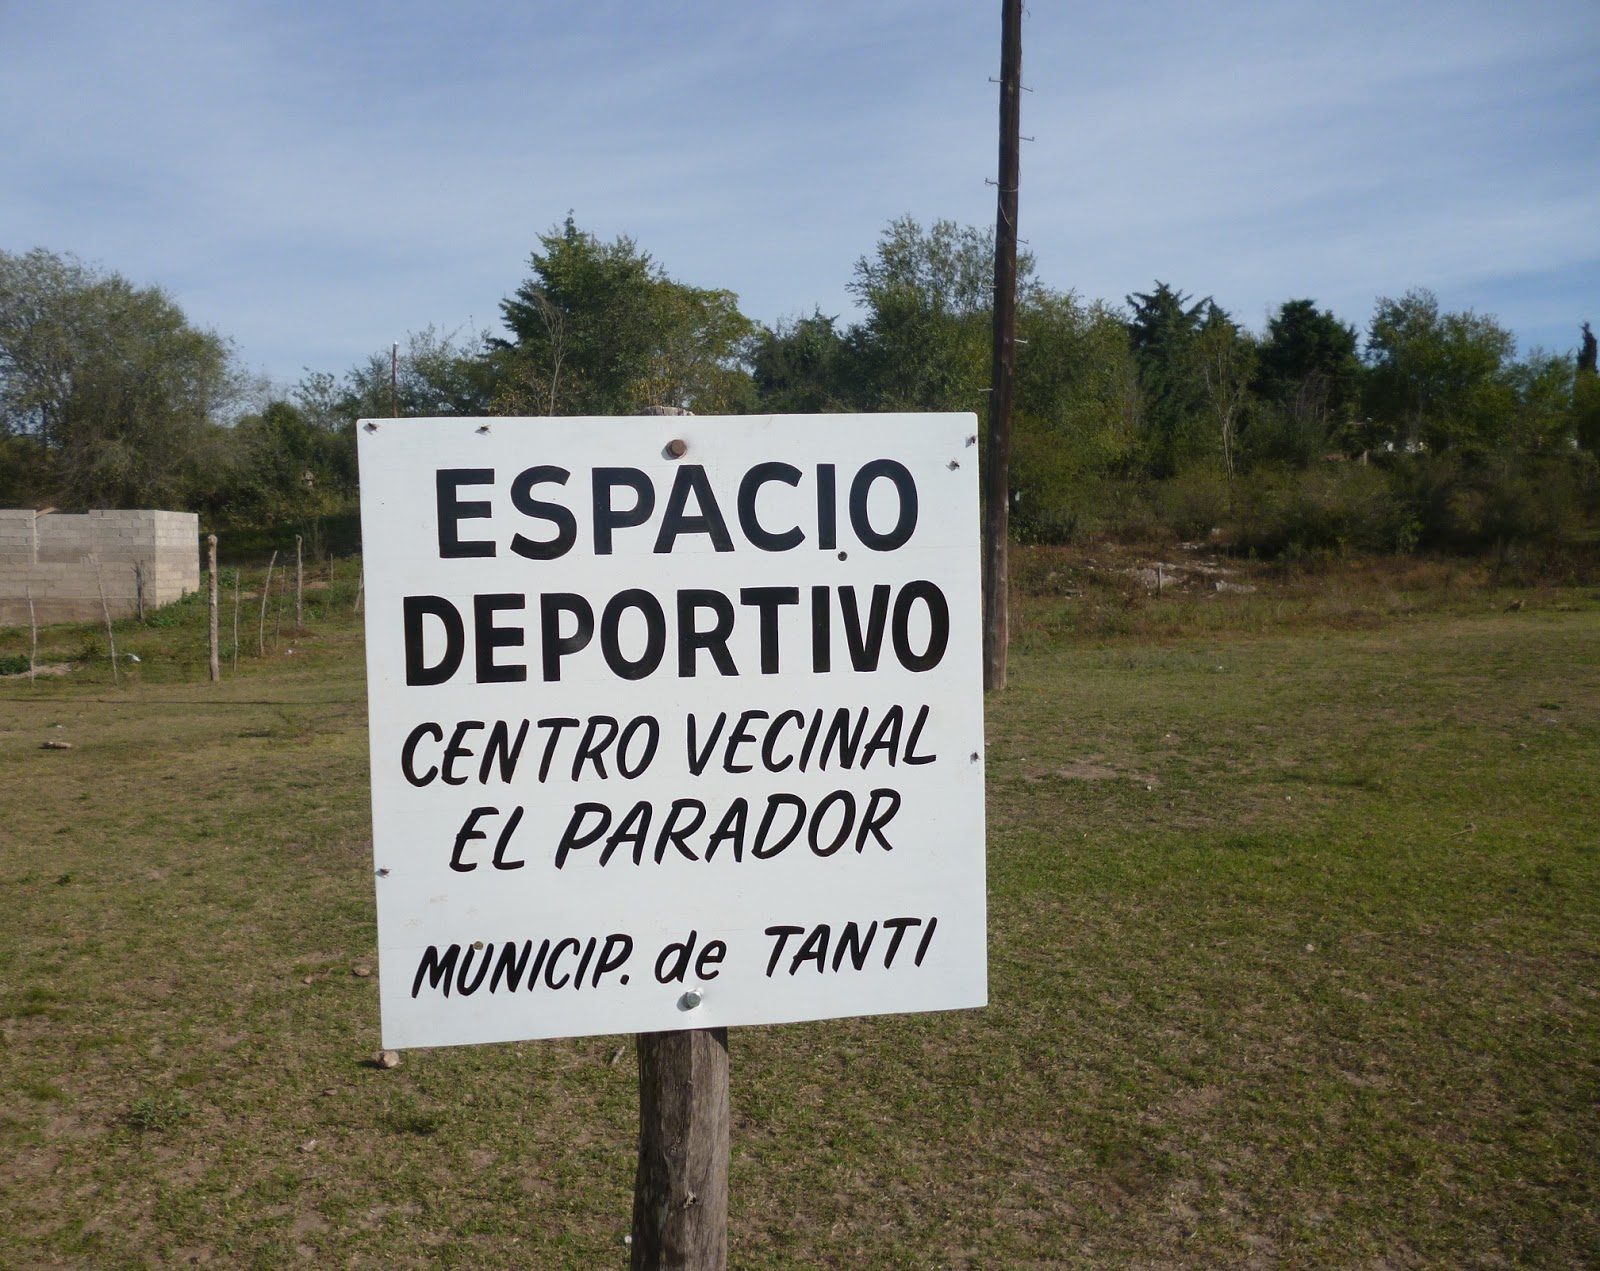 ESPACIO
DEPORTIVO
CENTRO VECINAL
EL PARADOR
MUNICIP. de TANTI